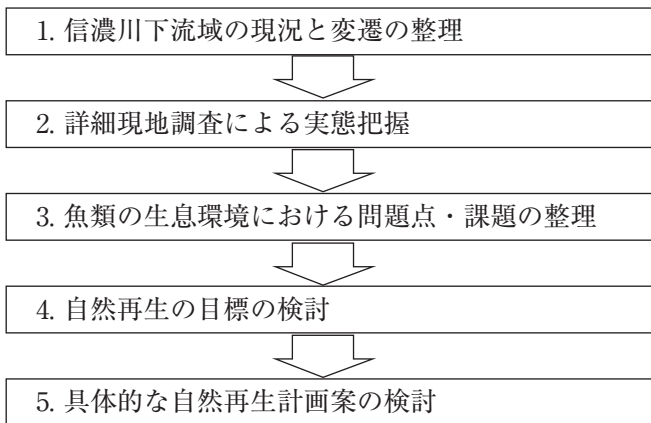 1. 信濃川下流域の現況と変遷の整理
2. 詳細現地調査による実態把握
3. 魚類の生息環境における問題点・課題の整理
4. 自然再生の目標の検討
5. 具体的な自然再生計画案の検討